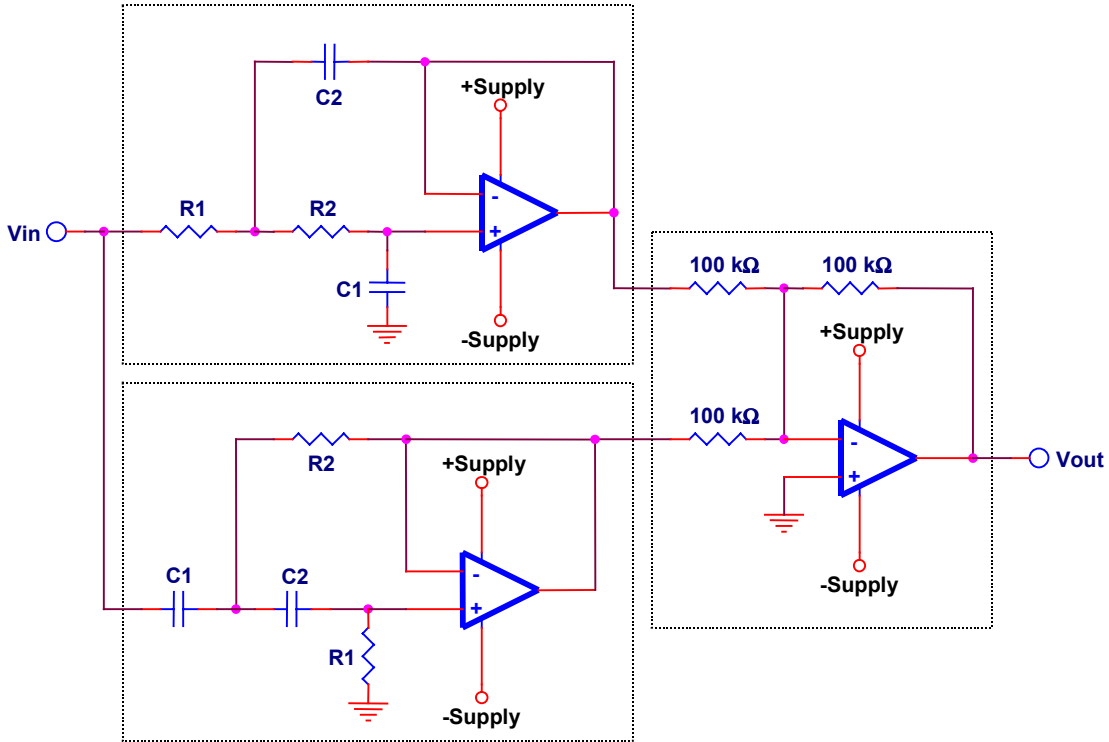 C2
+Supply
-
+
R1
R2
Vin
C1
-Supply
100 kΩ
100 kΩ
+Supply
100 kΩ
-
+
Vout
-Supply
R2
+Supply
-
+
C1
C2
R1
-Supply